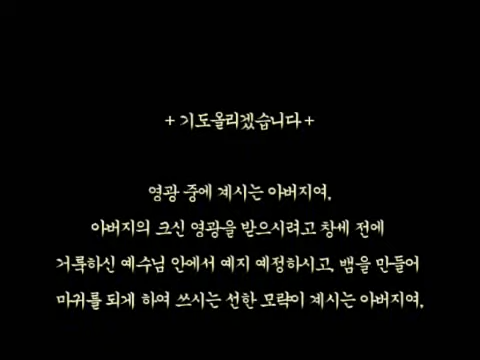 + 기도올리겠습니다 +
영광 중에 계시는 아버지여,
아버지의 크신 영광을 받으시려고 창세 전에
거룩하신 예수님 안에서 예지 예정하시고, 뱀을 만들어
마귀를 되게 하여 쓰시는 선한 모략이 계시는 아버지여,